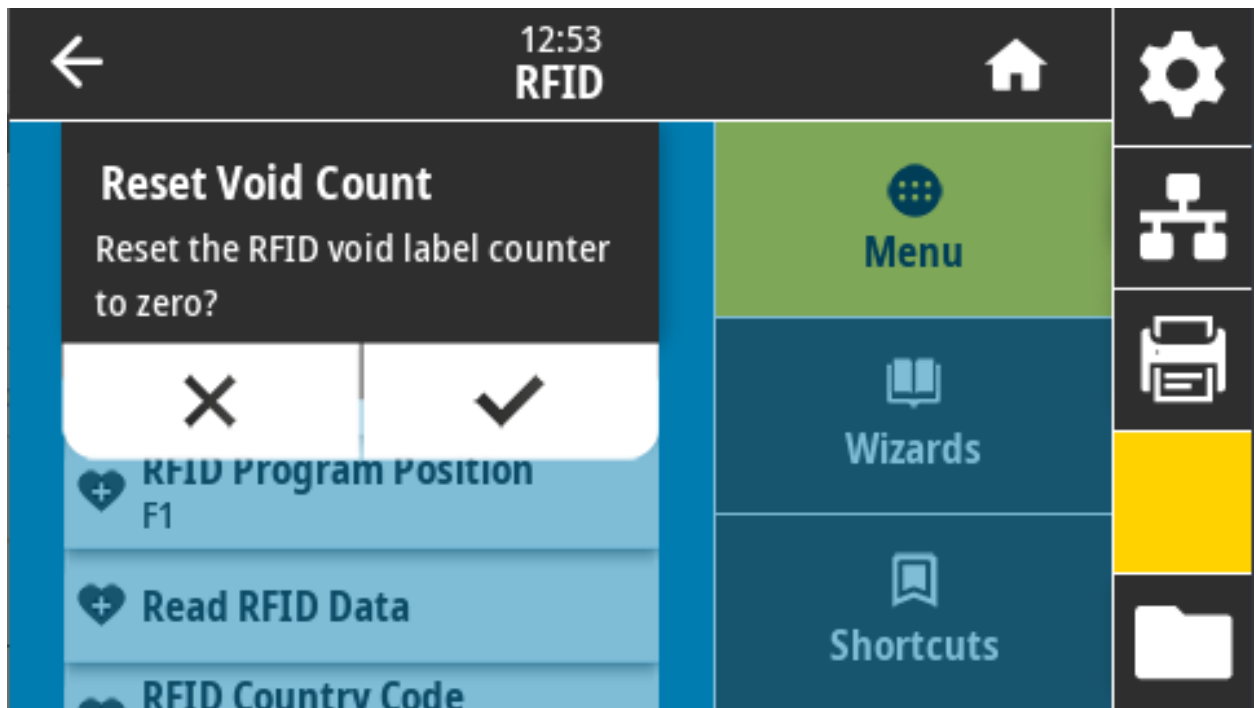 12:53
RFID
Reset Void Count
Reset the RFID void label counter
to zero?
RFID Program Position
F1
Read RFID Data
RFID Country Code
Menu
Wizards
Shortcuts